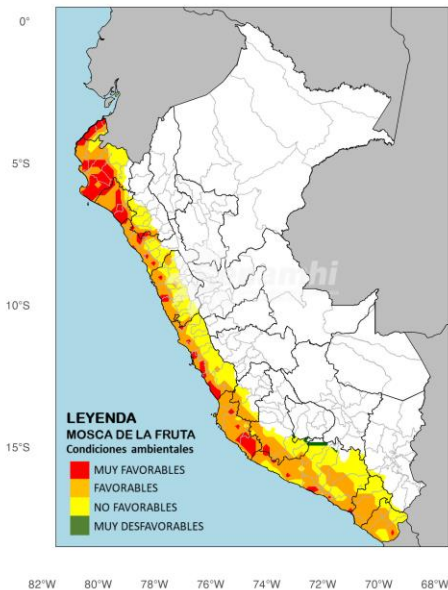 0°
5°S
10°S
15°S
LEYENDA
MOSCA DE LA FRUTA
Condiciones ambientales
MUY FAVORABLES
FAVORABLES
NO FAVORABLES
MUY DESFAVORABLES
82°W 80°W 78°W 76°W 74°W 72°W 70°W 68°W